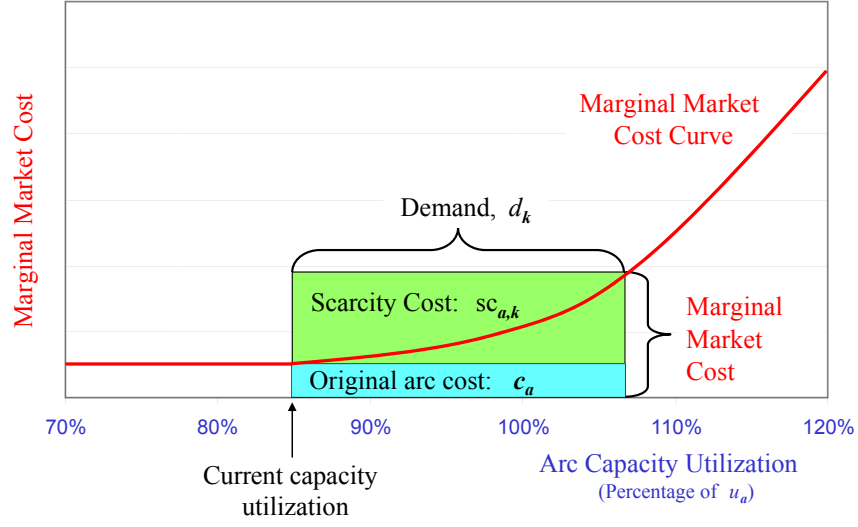 Marginal Market Cost
Marginal Market
Cost Curve
Demand, dk
Scarcity Cost: sca,k
Marginal
Market
Cost
Original arc cost: ca
70%
80%
90%
100%
110%
120%
Current capacity
utilization
Arc Capacity Utilization
(Percentage of ua)